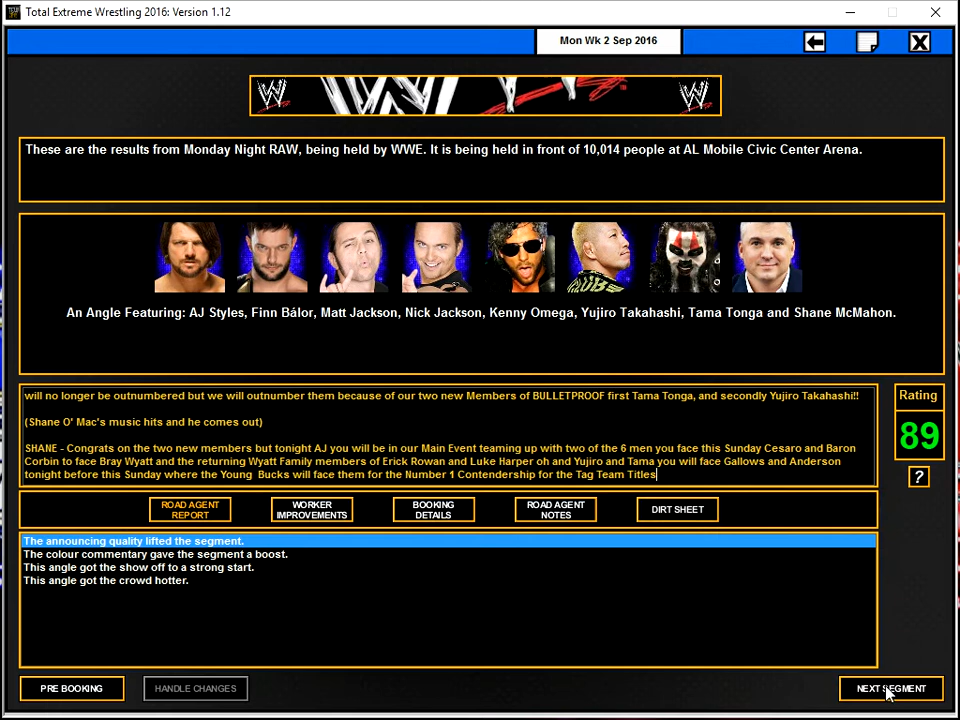 Total Extreme Wrestling 2016: Version 1.12
Mon Wk 2 Sep 2016
These are the results from Monday Night RAW, being held by WWE. It is being held in front of 10,014 people at AL Mobile Civic Center Arena.
An Angle Featuring: AJ Styles, Finn Bálor, Matt Jackson, Nick Jackson, Kenny Omega, Yujiro Takahashi, Tama Tonga and Shane McMahon.
will no longer be outnumbered but we will outnumber them because of our two new Members of BULLETPROOF first Tama Tonga, and secondly Yujiro Takahashi!!
(Shane O' Mac's music hits and he comes out)
SHANE - Congrats on the two new members but tonight AJ you will be in our Main Event teaming up with two of the 6 men you face this Sunday Cesaro and Baron
Corbin to face Bray Wyatt and the returning Wyatt Family members of Erick Rowan and Luke Harper oh and Yujiro and Tama you will face Gallows and Anderson
tonight before this Sunday where the Young Bucks will face them for the Number 1 Contendership for the Tag Team Titles
Rating
89
?
ROAD AGENT
REPORT
WORKER
IMPROVEMENTS
BOOKING
DETAILS
ROAD AGENT
NOTES
DIRT SHEET
The announcing quality lifted the segment.
The colour commentary gave the segment a boost.
This angle got the show off to a strong start.
This angle got the crowd hotter.
PRE BOOKING
HANDLE CHANGES
NEXT SEGMENT